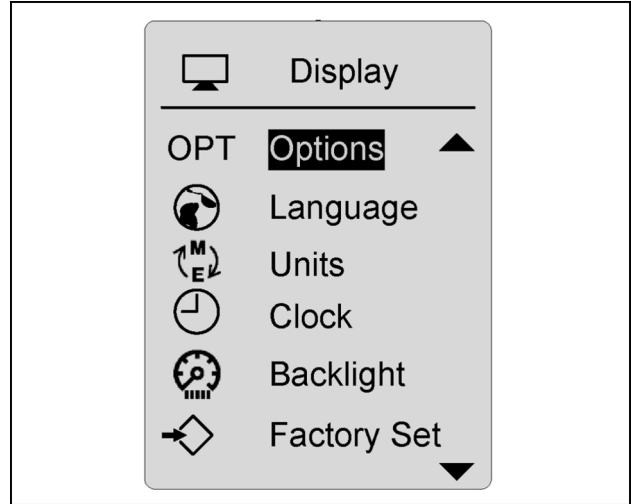 Display
OPT Options
Language
M
E Units
Clock
Backlight
Factory Set